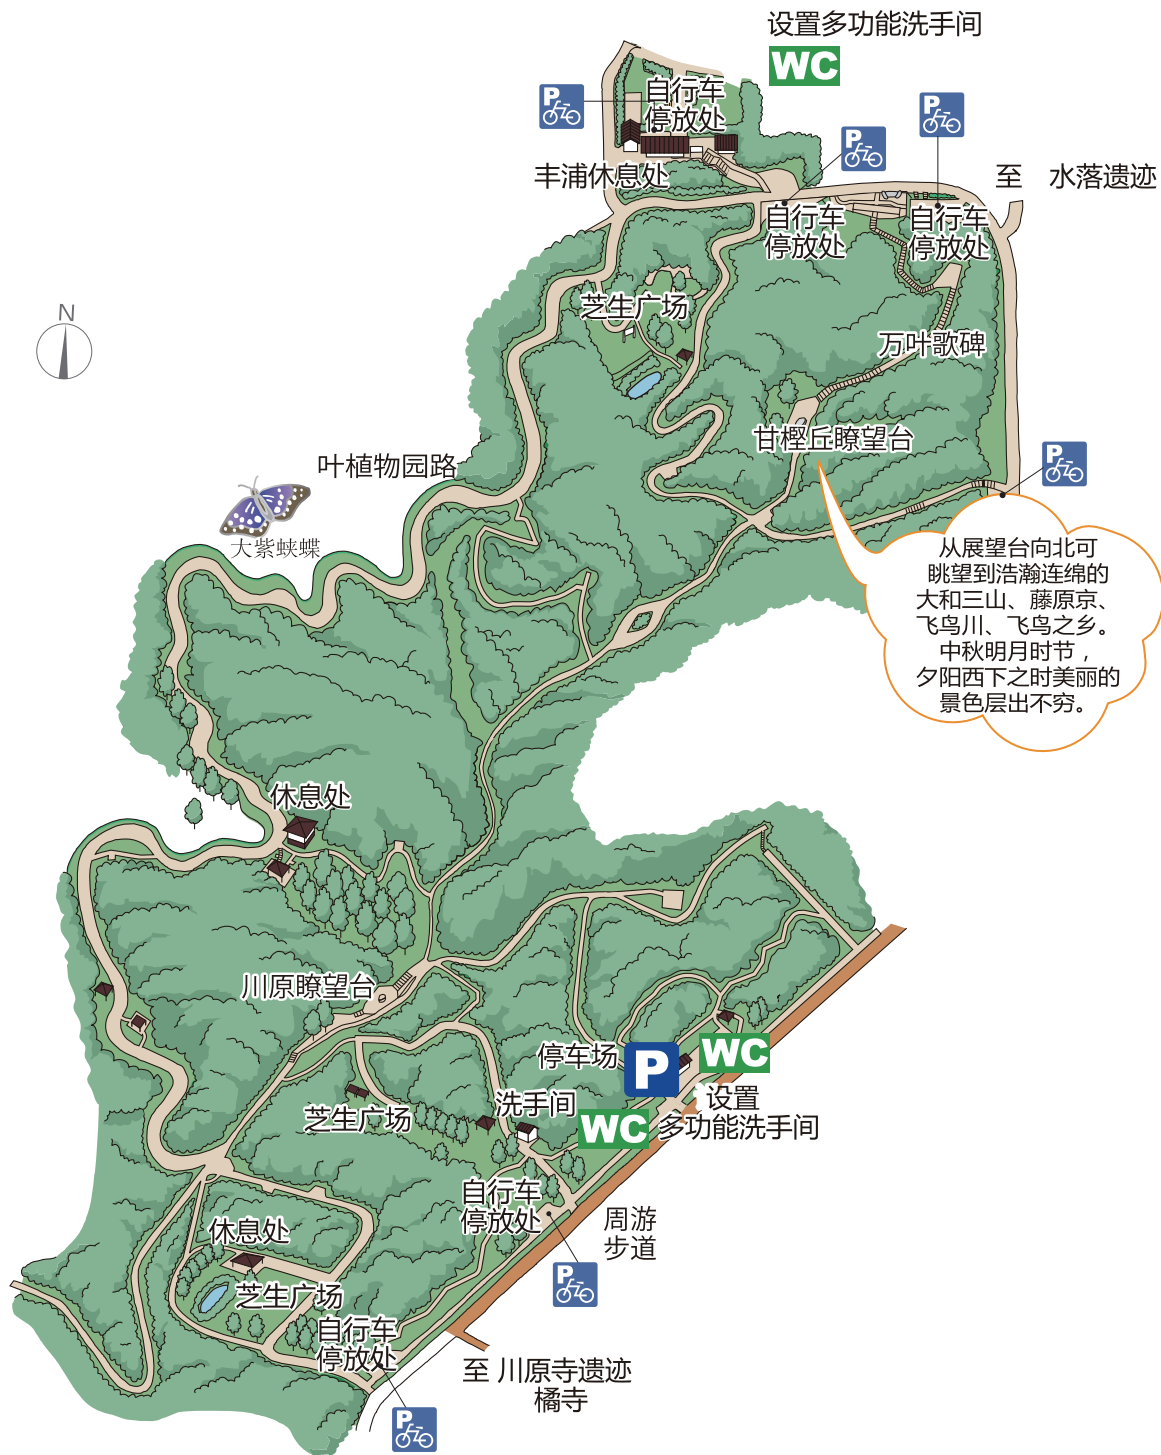 设置多功能洗手间
WC
P
自行车
停放处
P
P
丰浦休息处
至 水落遗迹
自行车
停放处
自行车
停放处
芝生广场
N
万叶歌碑
甘樫丘瞭望台
P
叶植物园路
大紫蛱蝶
从展望台向北可
眺望到浩瀚连绵的
大和三山、藤原京、
飞鸟川、飞鸟之乡。
中秋明月时节，
夕阳西下之时美丽的
景色层出不穷。
休息处
川原瞭望台
停车场
P
WC
设置
多功能洗手间
WC
洗手间
芝生广场
自行车
停放处
周游
步道
P
休息处
芝生广场
自行车
停放处
至 川原寺遗迹
橘寺
P